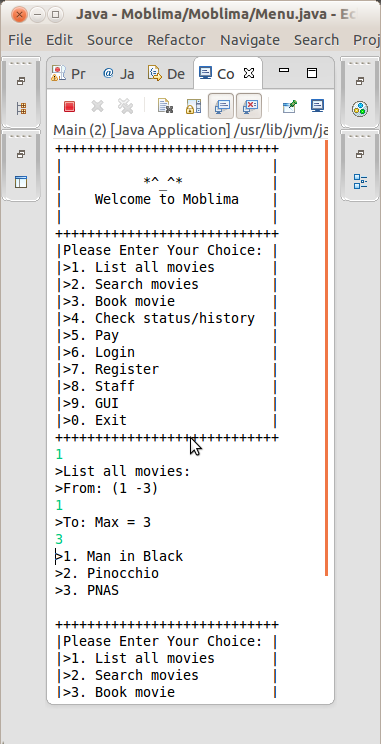 Java - Moblima/Moblima/Menu.java - Ec
File Edit Source Refactor Navigate Search Proj
Pr @ Ja De Co
Main (2) [Java Application] /usr/lib/jvm/ja
++++++++++++++++++++++++++++
| |
| *^_^* |
| Welcome to Moblima |
| |
++++++++++++++++++++++++++++
|Please Enter Your Choice: |
|>1. List all movies |
|>2. Search movies |
|>3. Book movie |
|>4. Check status/history |
|>5. Pay |
|>6. Login |
|>7. Register |
|>8. Staff |
|>9. GUI |
|>0. Exit |
++++++++++++++++++++++++++++
1
>List all movies:
>From: (1 -3)
1
>To: Max = 3
3
>1. Man in Black
>2. Pinocchio
>3. PNAS
++++++++++++++++++++++++++++
|Please Enter Your Choice: |
|>1. List all movies |
|>2. Search movies |
|>3. Book movie |